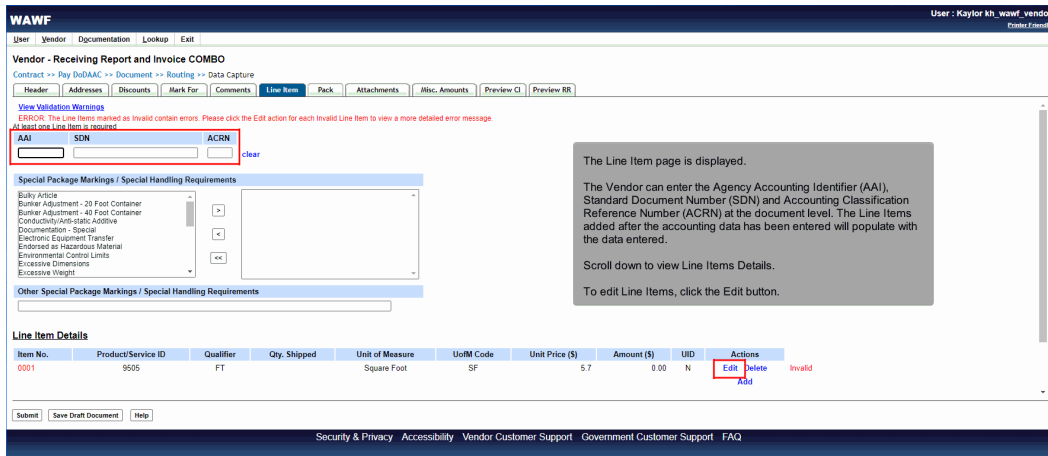 User : Kaylor kh_wawf_vendo
WAWF
Printer Friendl
User Vendor Documentation Lookup Exit
Vendor - Receiving Report and Invoice COMBO
Contract >> Pay DoDAAC >> Document >> Routing >> Data Capture
Header Addresses Discounts Mark For Comments Line Item Pack Attachments Misc. Amounts Preview CI Preview RR
View Validation Warnings
ERROR: The Line Items marked as Invalid contain errors. Please click the Edit action for each Invalid Line Item to view a more detailed error message.
At least one Line Item is required
AAI SDN ACRN
clear
Special Package Markings / Special Handling Requirements
Bulky Article
Bunker Adjustment - 20 Foot Container
Bunker Adjustment - 40 Foot Container
Conductivity/Anti-static Additive
Documentation - Special
Electronic Equipment Transfer
Endorsed as Hazardous Material
Environmental Control Limits
Excessive Dimensions
Excessive Weight
>
<
<<
Other Special Package Markings / Special Handling Requirements
The Line Item page is displayed.
The Vendor can enter the Agency Accounting Identifier (AAI),
Standard Document Number (SDN) and Accounting Classification
Reference Number (ACRN) at the document level. The Line Items
added after the accounting data has been entered will populate with
the data entered.
Scroll down to view Line Items Details.
To edit Line Items, click the Edit button.
Line Item Details
Item No. Product/Service ID Qualifier Qty. Shipped Unit of Measure UofM Code Unit Price ($) Amount ($) UID Actions
0001 9505 FT Square Foot SF 5.7 0.00 N Edit Delete Invalid
Add
Submit Save Draft Document Help
Security & Privacy Accessibility Vendor Customer Support Government Customer Support FAQ